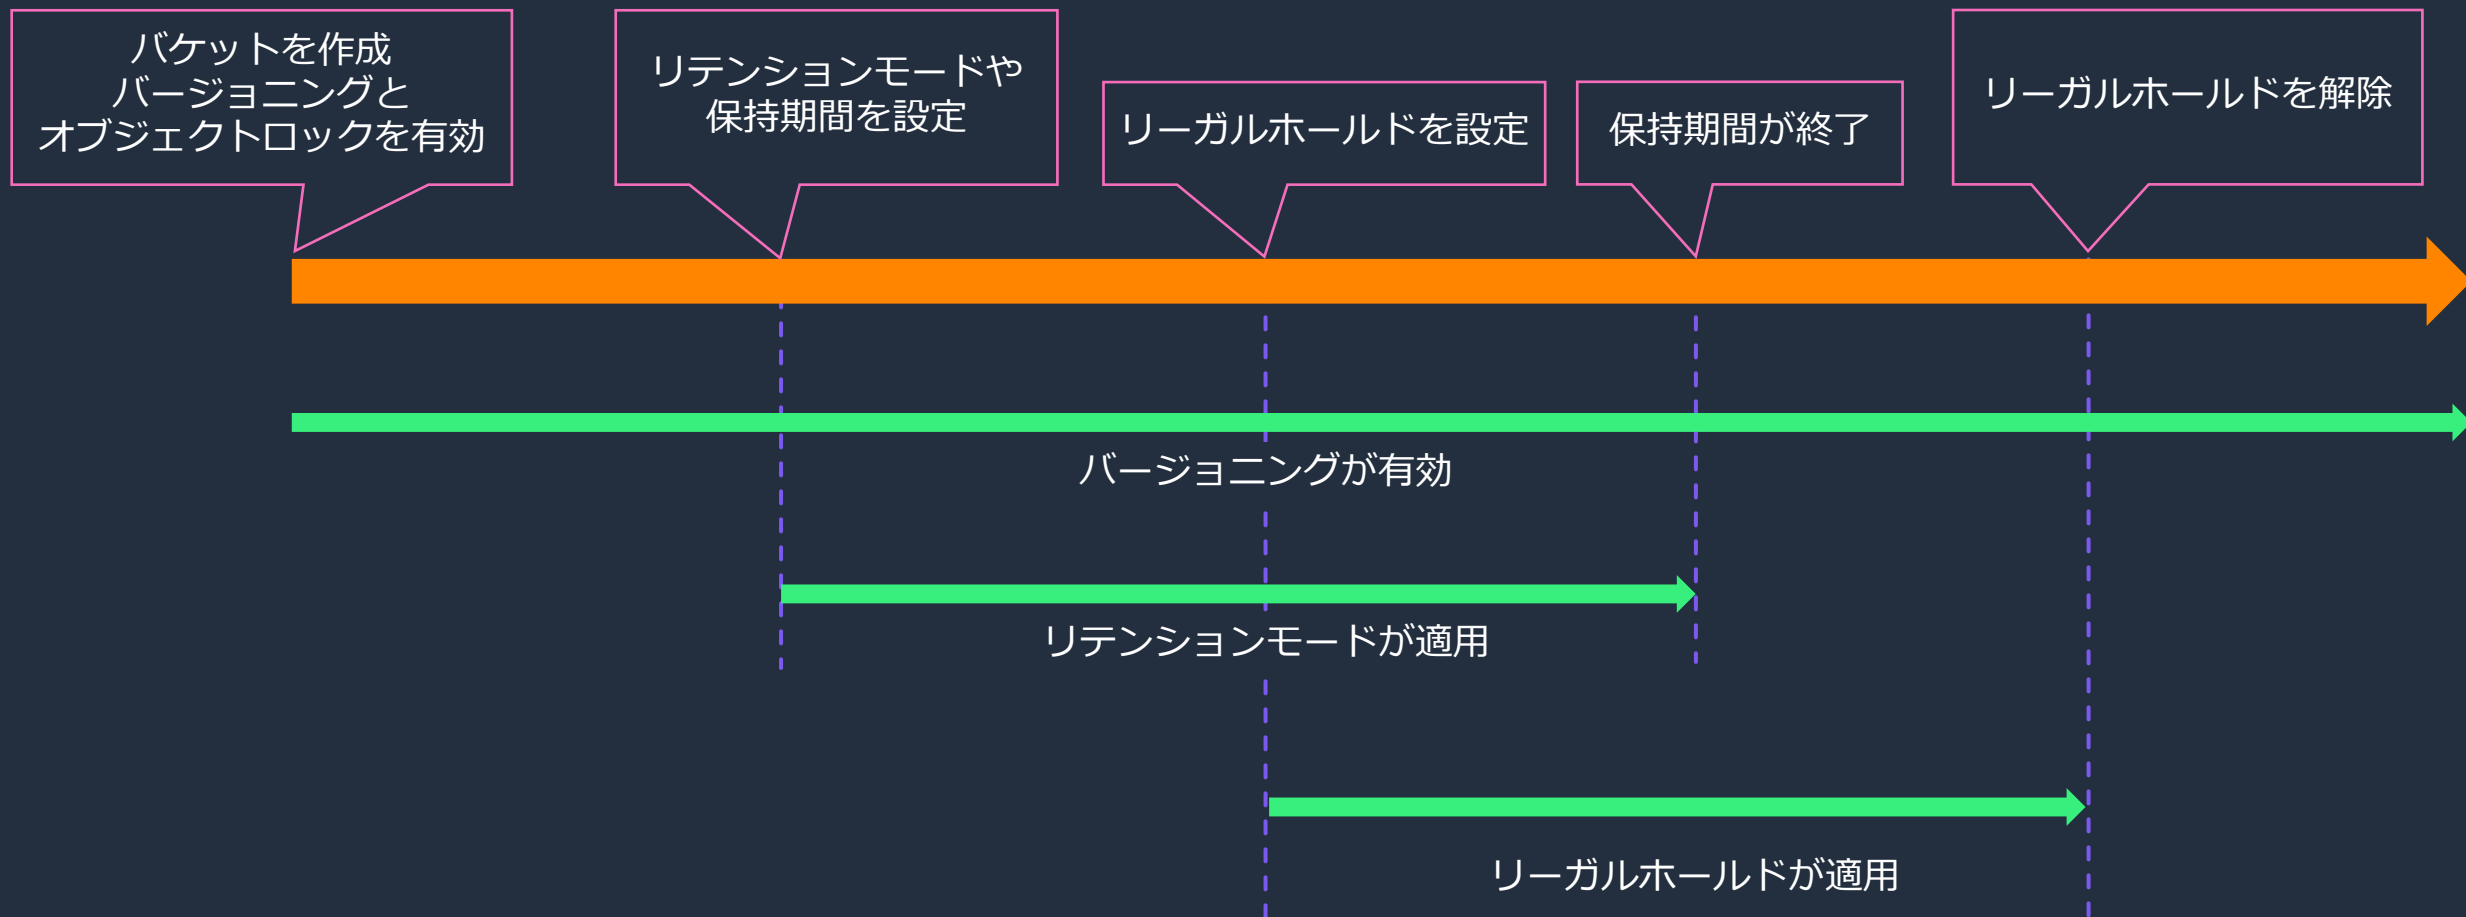 バケットを作成
バージョニングと
オブジェクトロックを有効
リテンションモードや
保持期間を設定
リーガルホールドを設定
保持期間が終了
リーガルホールドを解除
バージョニングが有効
リテンションモードが適用
リーガルホールドが適用